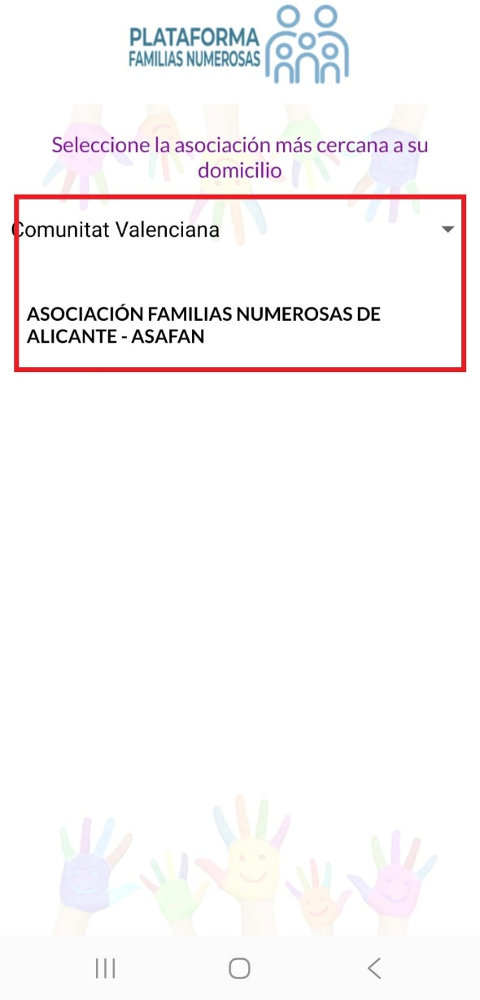 PLATAFORMA
FAMILIAS NUMEROSAS
Seleccione la asociación más cercana a su
domicilio
Comunitat Valenciana
ASOCIACIÓN FAMILIAS NUMEROSAS DE
ALICANTE - ASAFAN